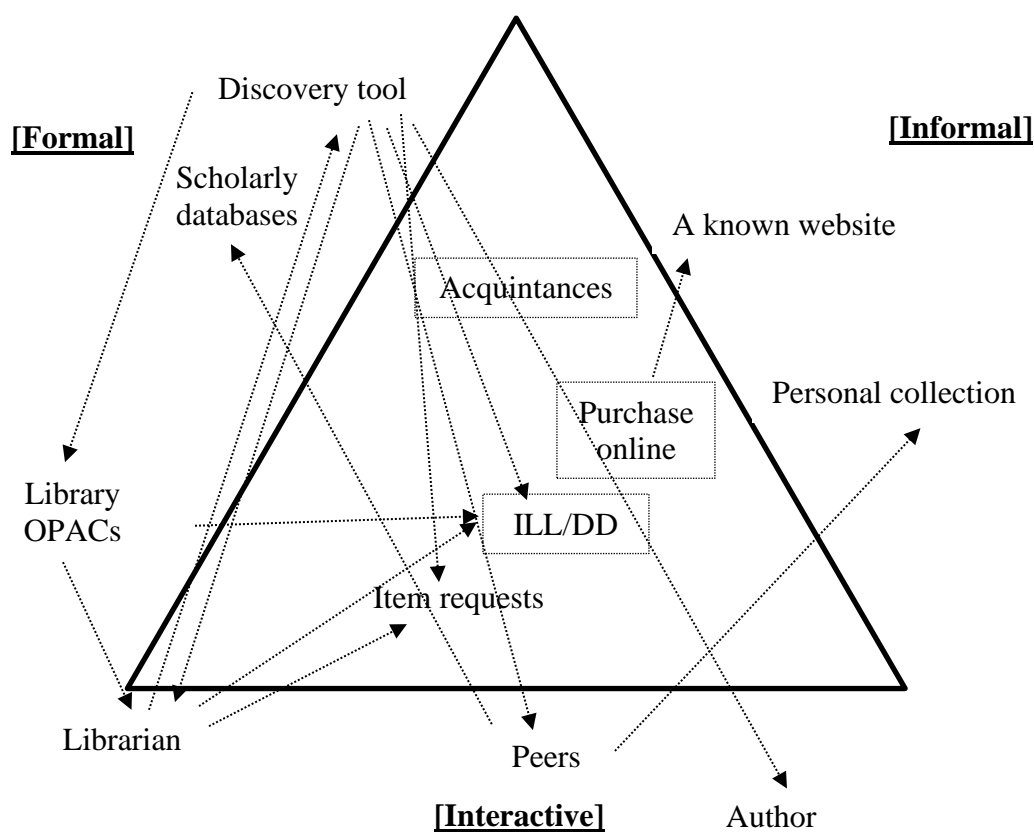 Discovery tool
[Formal]
[Informal]
Scholarly
databases
A known website
Acquintances
Personal collection
Purchase
online
Library
OPACs
ILL/DD
Item requests
Librarian
Peers
[Interactive]
Author